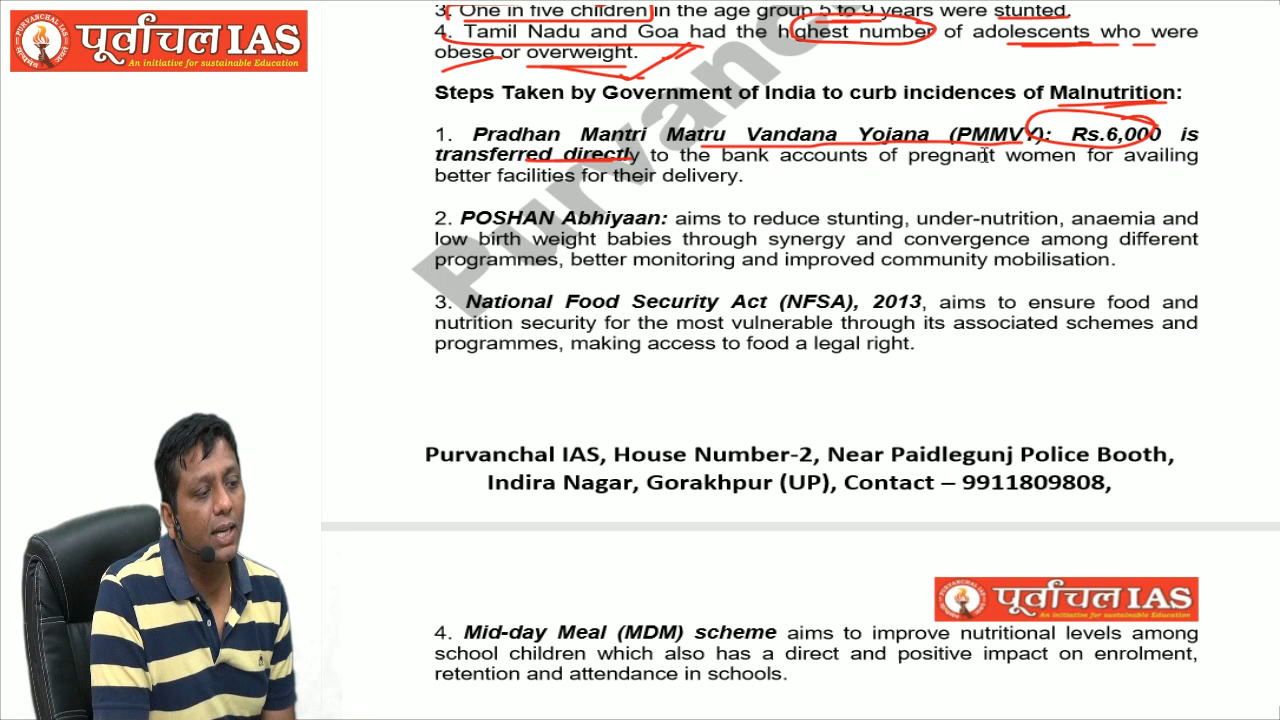 पूर्वांचल IAS
An initiative for sustainable Education
3. One in five children in the age group 5 to 9 years were stunted.
4. Tamil Nadu and Goa had the highest number of adolescents who were
obese or overweight.
Steps Taken by Government of India to curb incidences of Malnutrition:
1. Pradhan Mantri Matru Vandana Yojana (PMMVY): Rs.6,000 is
transferred directly to the bank accounts of pregnant women for availing
better facilities for their delivery.
2. POSHAN Abhiyaan: aims to reduce stunting, under-nutrition, anaemia and
low birth weight babies through synergy and convergence among different
programmes, better monitoring and improved community mobilisation.
3. National Food Security Act (NFSA), 2013, aims to ensure food and
nutrition security for the most vulnerable through its associated schemes and
programmes, making access to food a legal right.
Purvanchal IAS, House Number-2, Near Paidlegunj Police Booth,
Indira Nagar, Gorakhpur (UP), Contact – 9911809808,
पूर्वांचल IAS
An initiative for sustainable Education
4. Mid-day Meal (MDM) scheme aims to improve nutritional levels among
school children which also has a direct and positive impact on enrolment,
retention and attendance in schools.